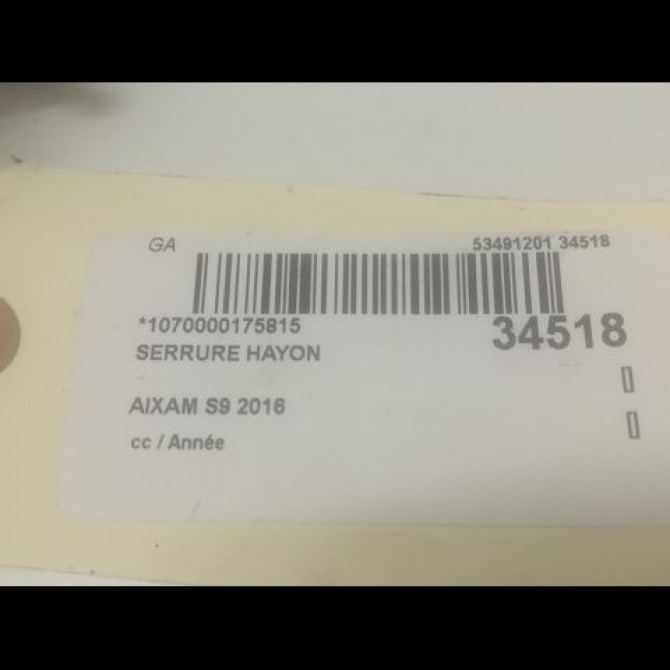 GA 53491201 34518
*1070000175815 34518
SERRURE HAYON
AIXAM S9 2016
cc / Année